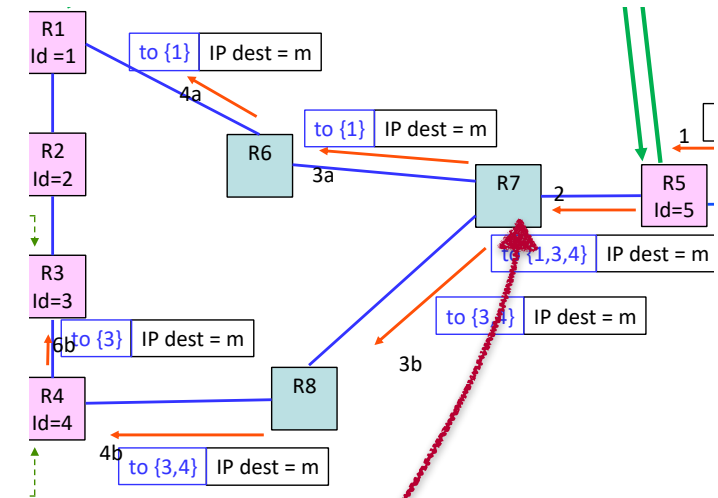 R1
Id =1
to {1} IP dest = m
4a
to {1} IP dest = m
1
R2
Id=2
R6
3a
R7
2
R5
Id=5
to {1,3,4} IP dest = m
R3
Id=3
to {3,4} IP dest = m
6b
to {3} IP dest = m
3b
R4
Id=4
R8
4b
to {3,4} IP dest = m